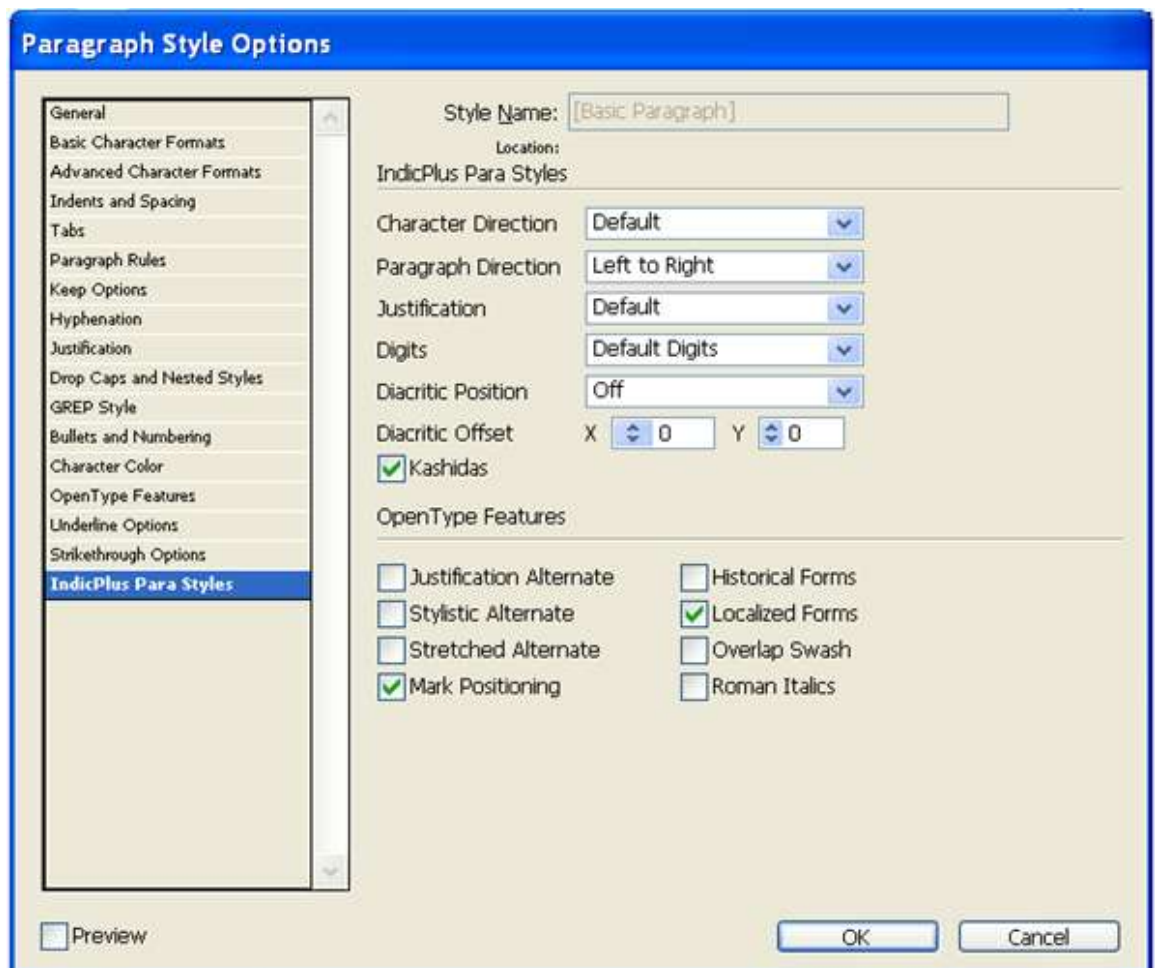 Paragraph Style Options
General
Basic Character Formats
Advanced Character Formats
Indents and Spacing
Tabs
Paragraph Rules
Keep Options
Hyphenation
Justification
Drop Caps and Nested Styles
GREP Style
Bullets and Numbering
Character Color
OpenType Features
Underline Options
Strikethrough Options
IndicPlus Para Styles
Style Name: [Basic Paragraph]
Location:
IndicPlus Para Styles
Character Direction Default
Paragraph Direction Left to Right
Justification Default
Digits Default Digits
Diacritic Position Off
Diacritic Offset X 0 Y 0
Kashidas
OpenType Features
Justification Alternate Historical Forms
Stylistic Alternate Localized Forms
Stretched Alternate Overlap Swash
Mark Positioning Roman Italics
Preview OK Cancel